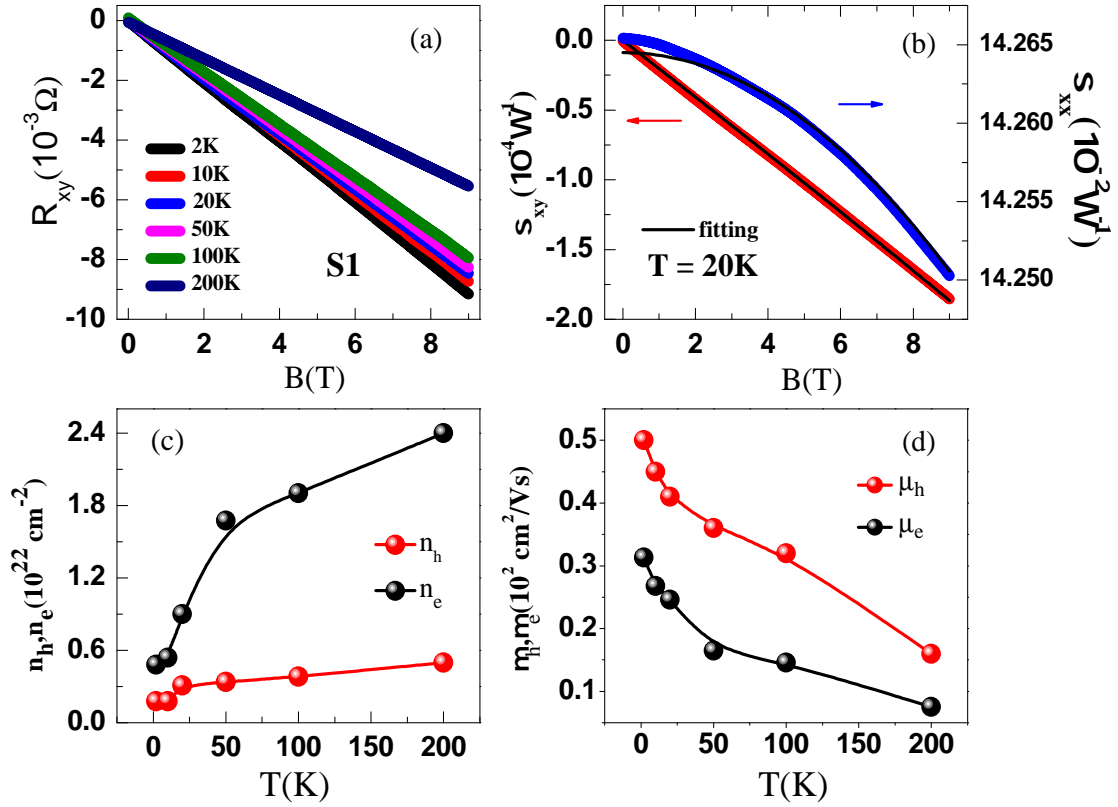 (a)
0
-2
-4
-6
-8
-10
R_xy(10^-3Ω)
2K
10K
20K
50K
100K
200K
S1
0 2 4 6 8
B(T)
(b)
0.0
-0.5
-1.0
-1.5
-2.0
s_xy (10^-4W^-1)
fitting
T = 20K
14.265
14.260
14.255
14.250
s_xx (10^-2W^-1)
0 2 4 6 8
B(T)
(c)
2.4
1.8
1.2
0.6
0.0
n_h,n_e(10^22 cm^-2)
n_h
n_e
0 50 100 150 200
T(K)
(d)
0.5
0.4
0.3
0.2
0.1
m_h,m_e(10^2 cm^2/Vs)
μ_h
μ_e
0 50 100 150 200
T(K)